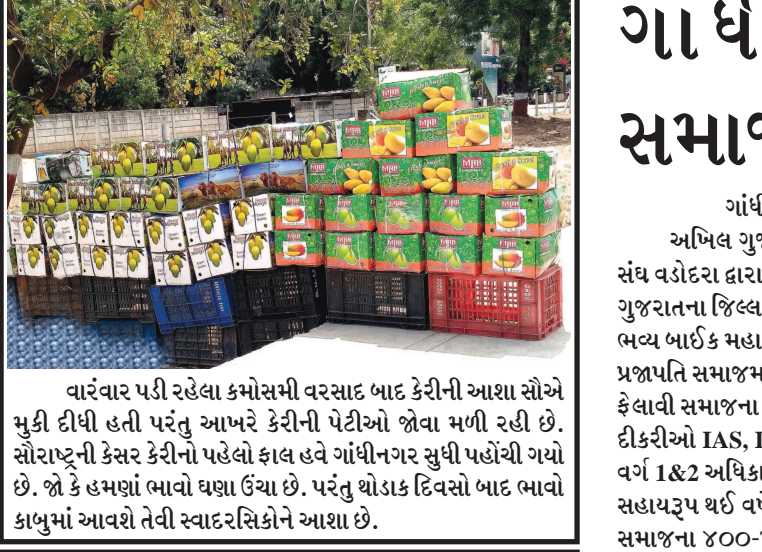 MRB
વારંવાર પડી રહેલા કમોસમી વરસાદ બાદ કેરીની આશા સૌએ
મુકી દીધી હતી પરંતુ આખરે કેરીની પેટીઓ જોવા મળી રહી છે.
સૌરાષ્ટ્રની કેસર કેરીનો પહેલો ફાલ હવે ગાંધીનગર સુધી પહોંચી ગયો
છે. જો કે હમણાં ભાવો ઘણા ઉંચા છે. પરંતુ થોડાક દિવસો બાદ ભાવો
કાબુમાં આવશે તેવી સ્વાદરસિકોને આશા છે.
ગાંધી
અખિલ ગુજ
સંઘ વડોદરા દ્વારા
ગુજરાતના જિલ્લ
ભવ્ય બાઈક મહા
પ્રજાપતિ સમાજમ
ફેલાવી સમાજના
દીકરીઓ IAS, I
વર્ગ 1&2 અધિકા
સહાયરૂપ થઈ વર્ષ
સમાજના ૪૦૦-